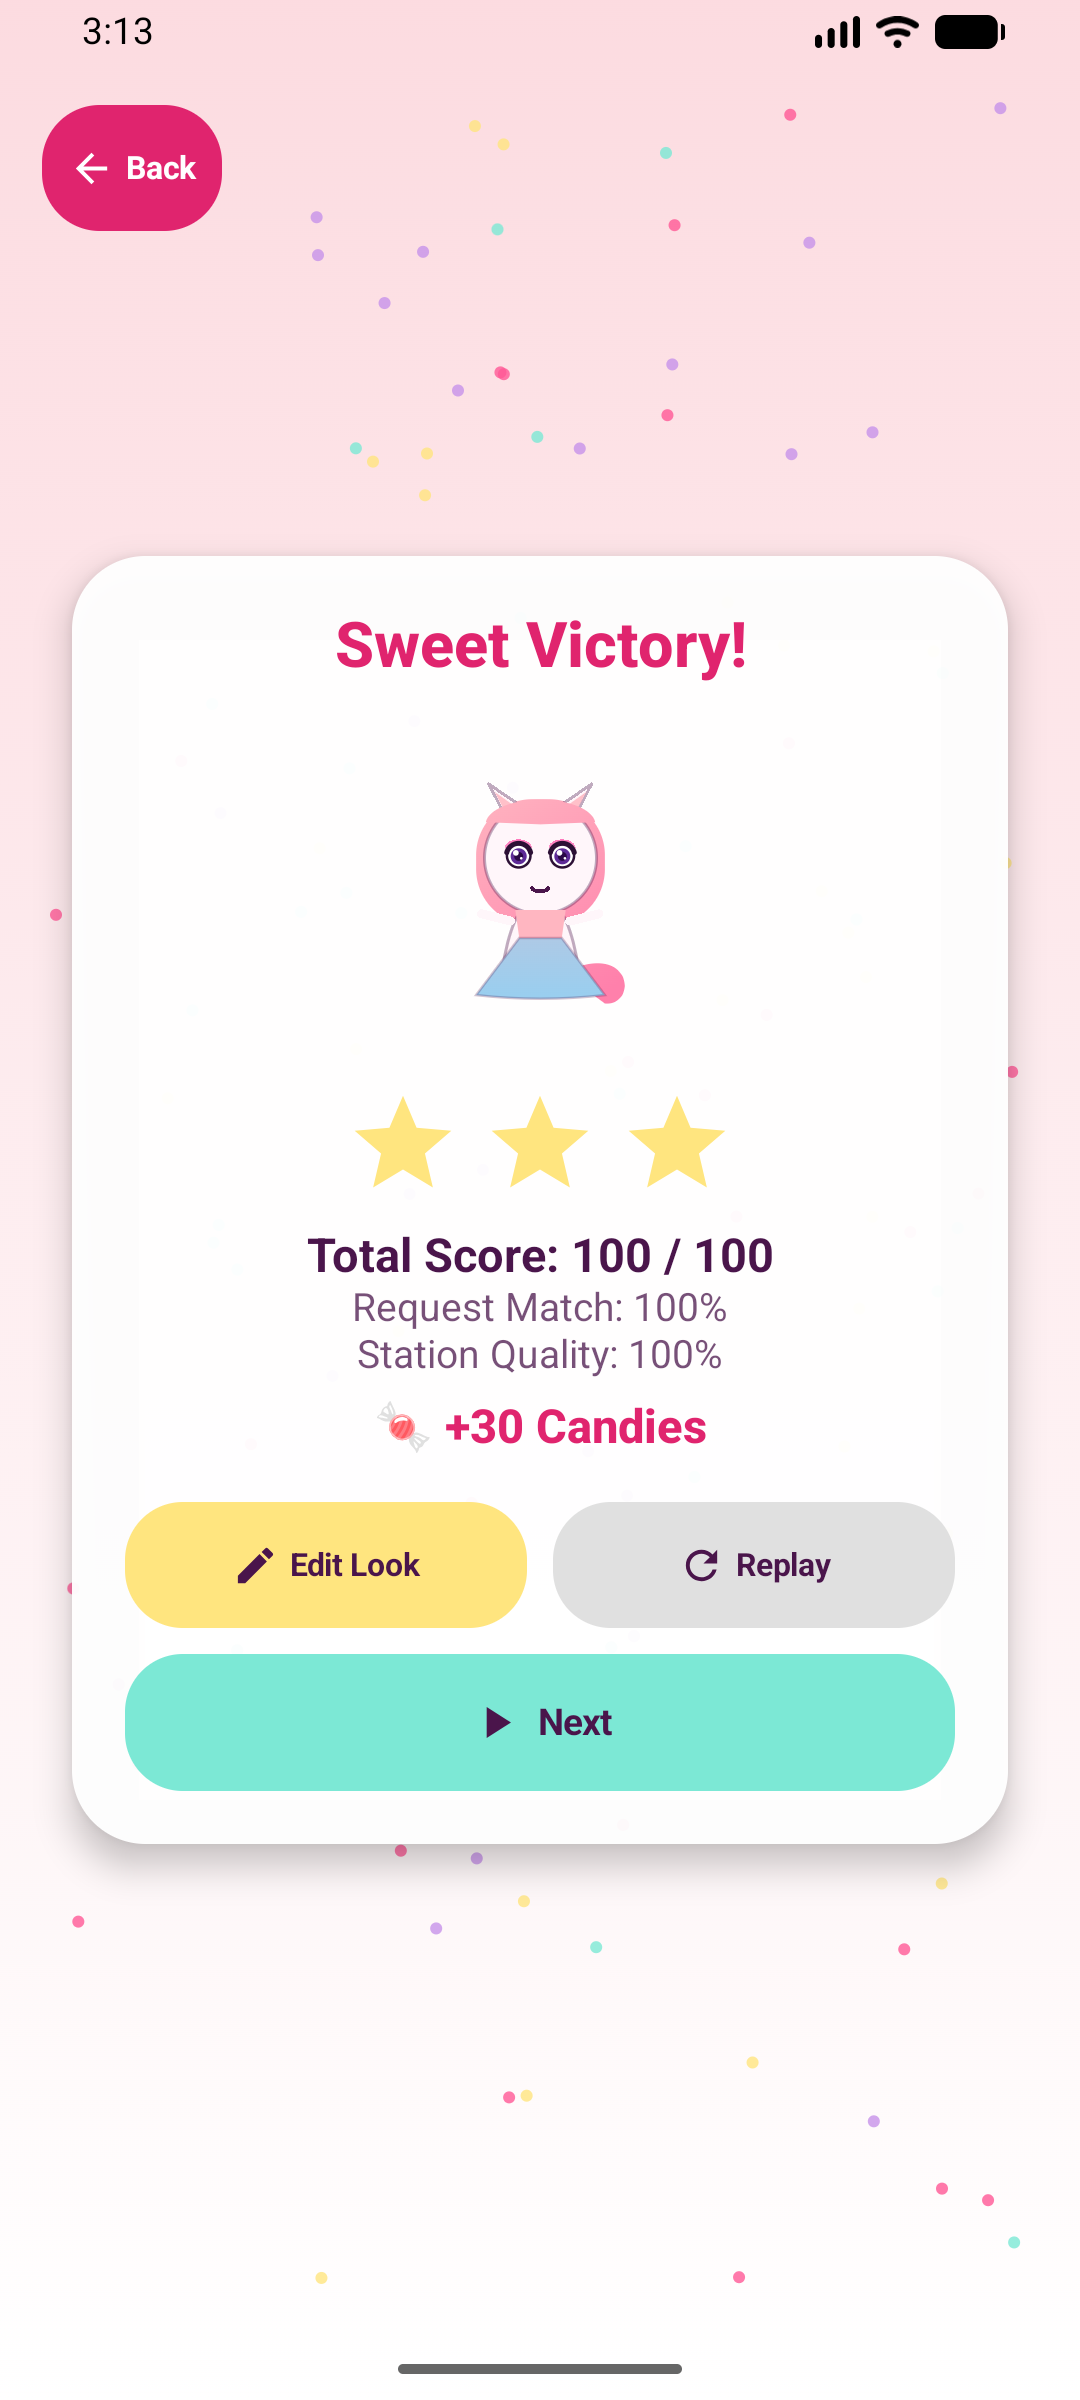 3:13
Back
Sweet Victory!
Total Score: 100 / 100
Request Match: 100%
Station Quality: 100%
+30 Candies
Edit Look
Replay
Next